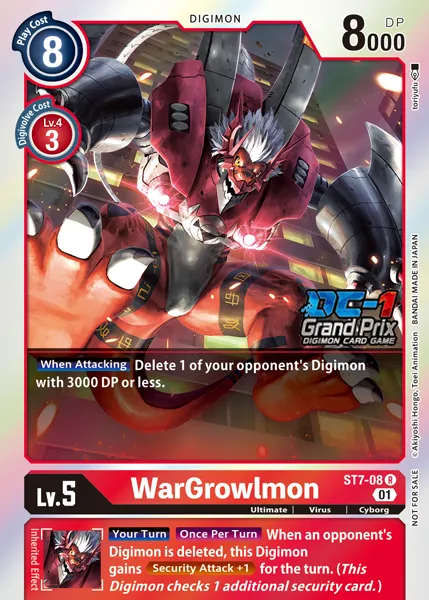 Play Cost
8
DIGIMON
8000
DP
toriyufu
Digivolve Cost
Lv.4
3
DC-1
Grand Prix
DIGIMON CARD GAME
When Attacking Delete 1 of your opponent's Digimon
with 3000 DP or less.
©Akiyoshi Hongo, Toei Animation BANDAI MADE IN JAPAN
NOT FOR SALE
Lv.5
WarGrowlmon
ST7-08 R
01
Ultimate | Virus | Cyborg
Inherited Effect
Your Turn Once Per Turn When an opponent's
Digimon is deleted, this Digimon
gains Security Attack +1 for the turn. (This
Digimon checks 1 additional security card.)